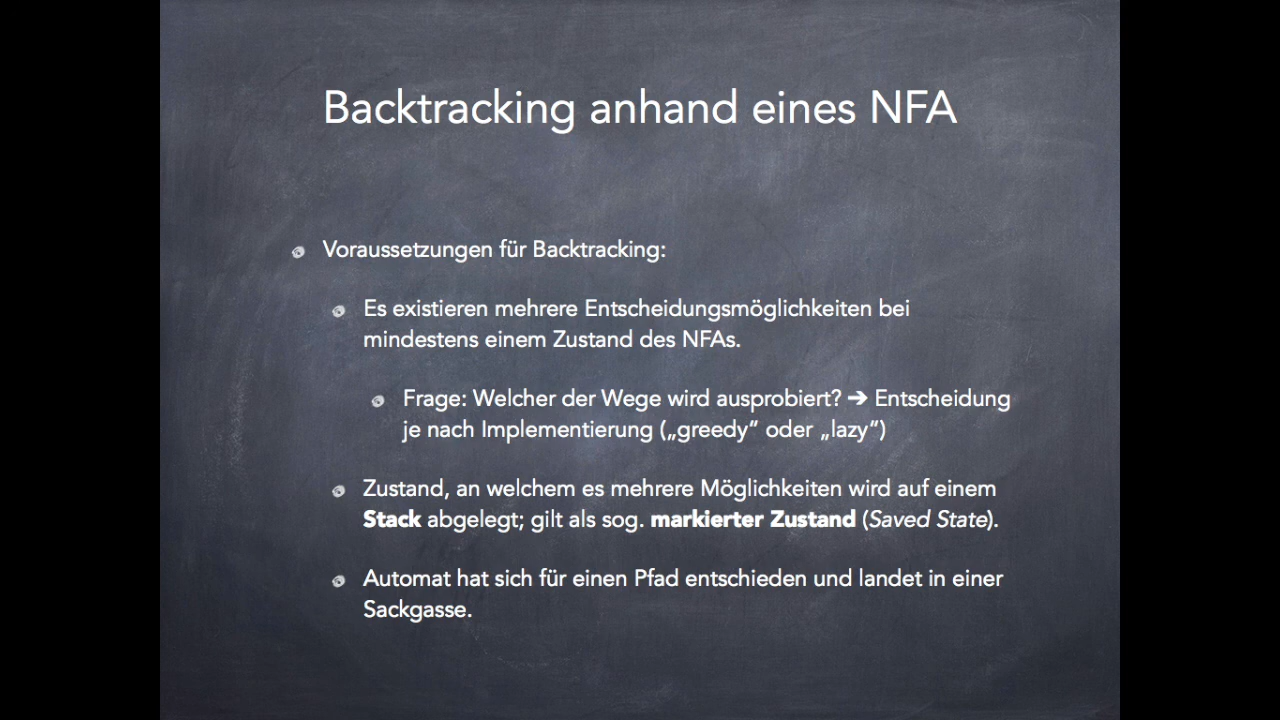 Backtracking anhand eines NFA
Voraussetzungen für Backtracking:
Es existieren mehrere Entscheidungsmöglichkeiten bei
mindestens einem Zustand des NFAs.
Frage: Welcher der Wege wird ausprobiert? ➔ Entscheidung
je nach Implementierung („greedy“ oder „lazy“)
Zustand, an welchem es mehrere Möglichkeiten wird auf einem
Stack abgelegt; gilt als sog. markierter Zustand (Saved State).
Automat hat sich für einen Pfad entschieden und landet in einer
Sackgasse.